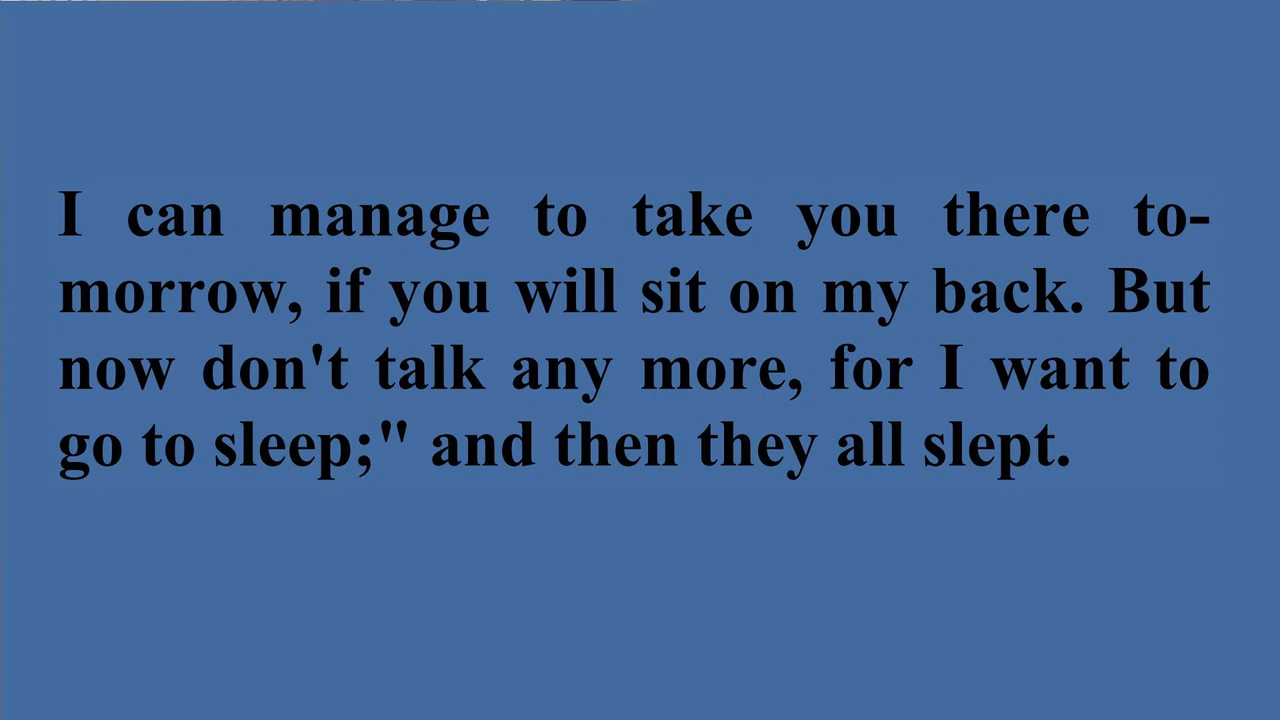 I can manage to take you there to-
morrow, if you will sit on my back. But
now don't talk any more, for I want to
go to sleep;" and then they all slept.